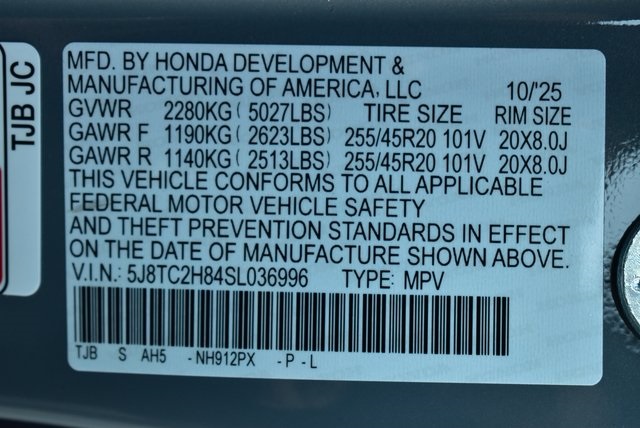 TJB JC
MFD. BY HONDA DEVELOPMENT &
MANUFACTURING OF AMERICA, LLC 10/'25
GVWR 2280KG ( 5027LBS) TIRE SIZE RIM SIZE
GAWR F 1190KG ( 2623LBS) 255/45R20 101V 20X8.0J
GAWR R 1140KG ( 2513LBS) 255/45R20 101V 20X8.0J
THIS VEHICLE CONFORMS TO ALL APPLICABLE
FEDERAL MOTOR VEHICLE SAFETY
AND THEFT PREVENTION STANDARDS IN EFFECT
ON THE DATE OF MANUFACTURE SHOWN ABOVE.
V.I.N.: 5J8TC2H84SL036996 TYPE: MPV
TJB S AH5 -NH912PX -P-L